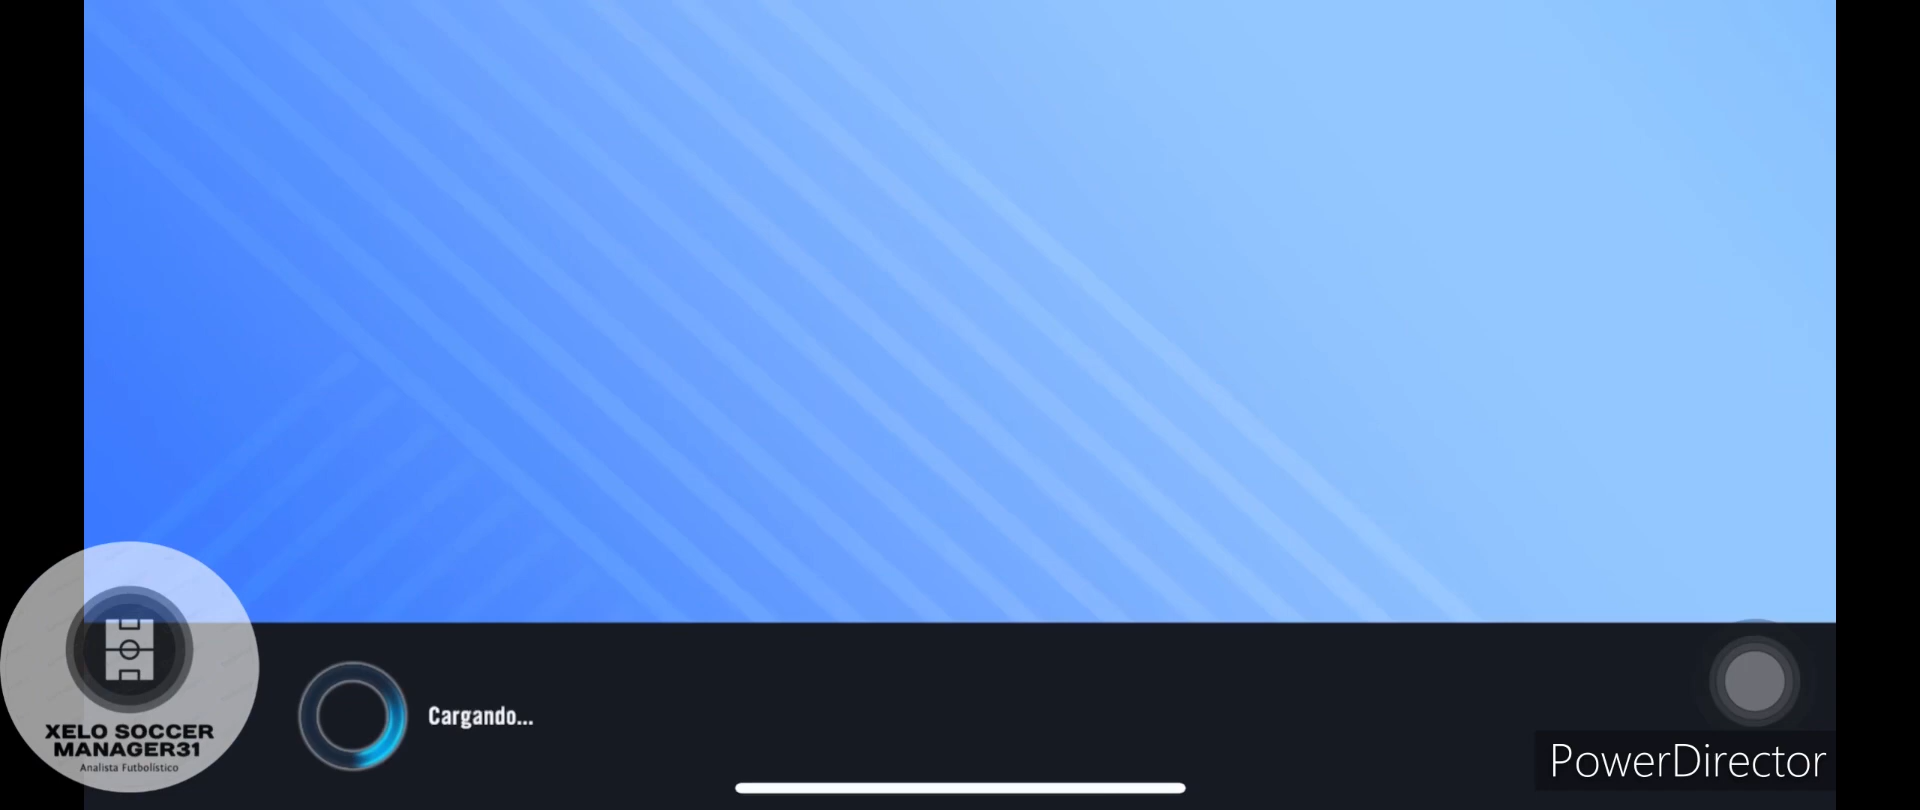 Cargando...
XELO SOCCER
MANAGER31
Analista Futbolístico
PowerDirector